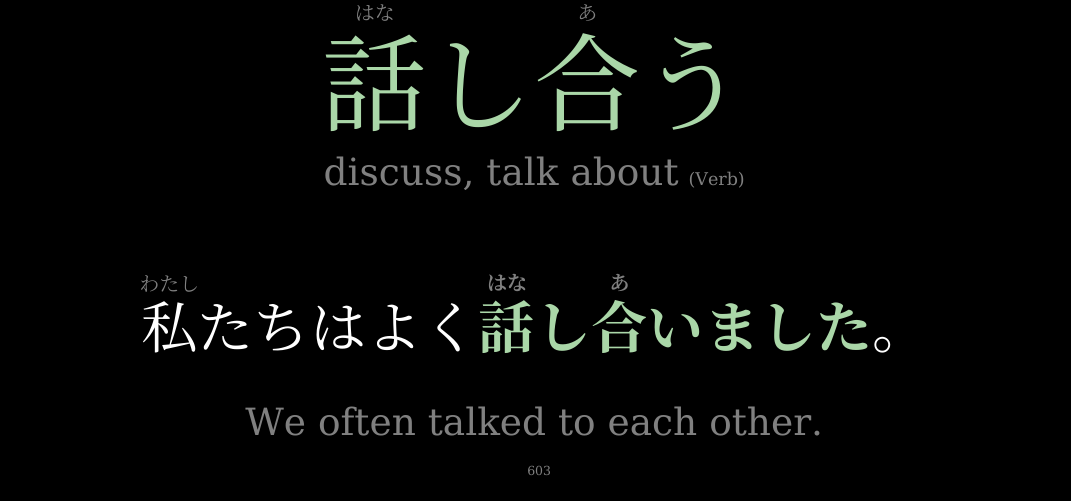 はな あ
話し合う
discuss, talk about (Verb)
わたし はな あ
私たちはよく話し合いました。
We often talked to each other.
603